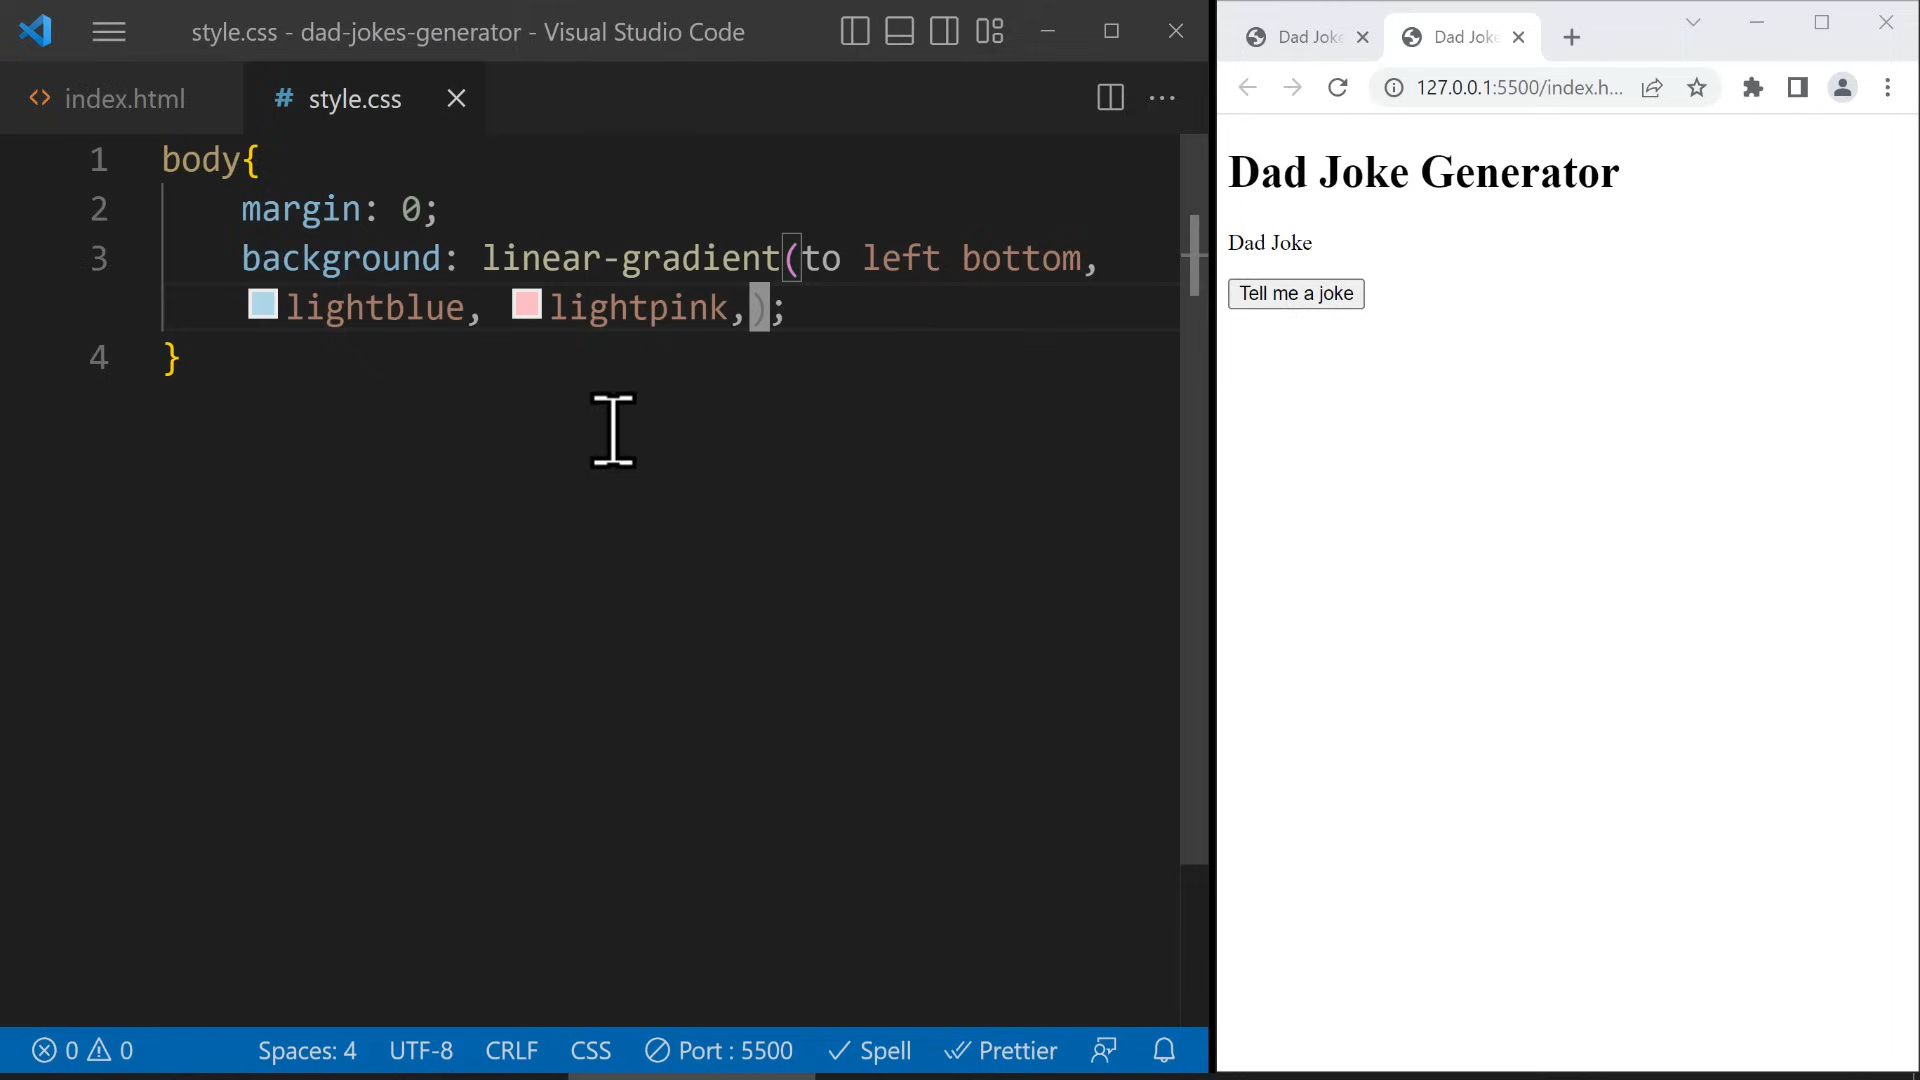 style.css - dad-jokes-generator - Visual Studio Code
index.html
# style.css
1 body{
2 margin: 0;
3 background: linear-gradient(to left bottom,
lightblue, lightpink,);
4 }
0 0 Spaces: 4 UTF-8 CRLF CSS Port : 5500 Spell Prettier
Dad Joke Dad Joke
127.0.0.1:5500/index.h...
Dad Joke Generator
Dad Joke
Tell me a joke